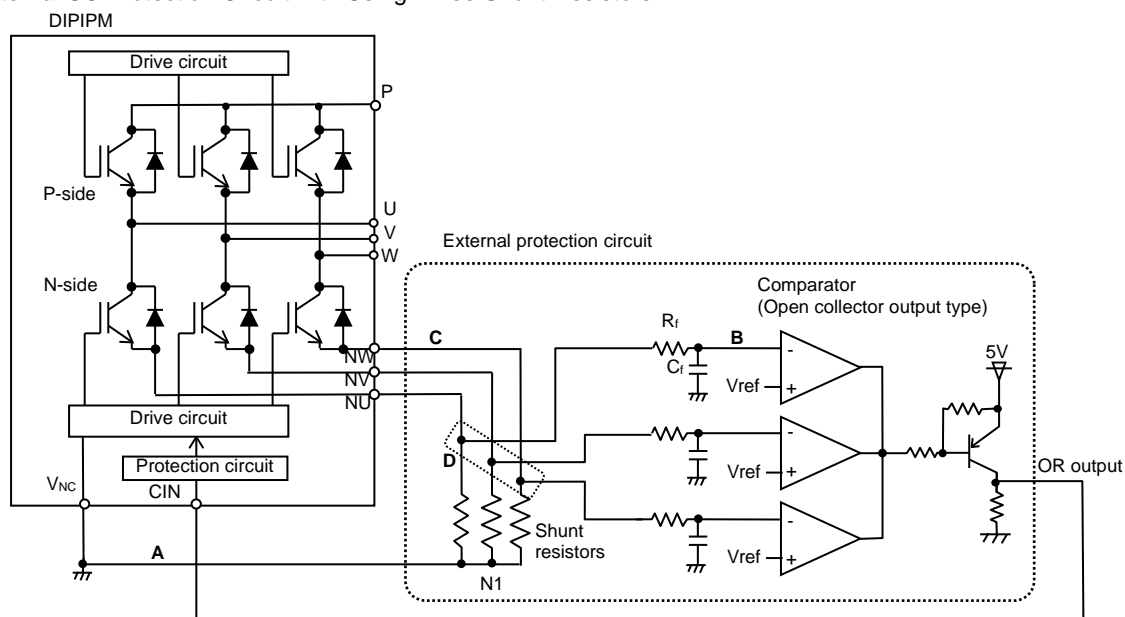 DIPIPM
Drive circuit
P
P-side
U
V
W
N-side
NW
NV
NU
Drive circuit
Protection circuit
VNC
CIN
A
External protection circuit
Comparator
(Open collector output type)
C
Rf
B
Cf
Vref
-
+
5V
D
Vref
-
+
OR output
Shunt
resistors
Vref
-
+
N1